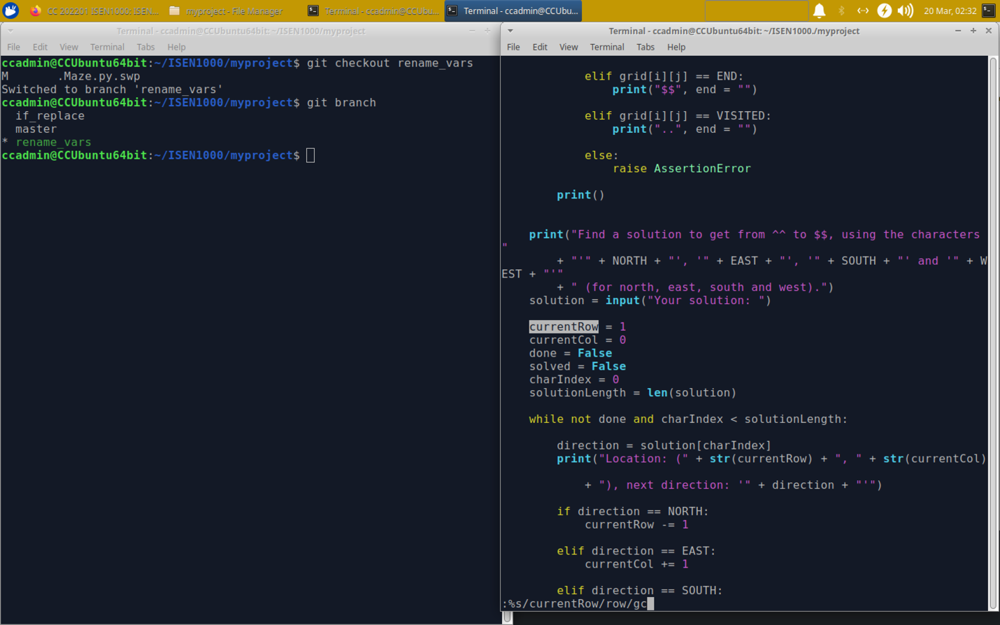 CC 202201 ISEN1000: ISEN...
myproject - File Manager
Terminal - ccadmin@CCUbu...
Terminal - ccadmin@CCUbu...
20 Mar, 02:32
Terminal - ccadmin@CCUbuntu64bit: ~/ISEN1000/myproject
File Edit View Terminal Tabs Help
ccadmin@CCUbuntu64bit:~/ISEN1000/myproject$ git checkout rename_vars
M       .Maze.py.swp
Switched to branch 'rename_vars'
ccadmin@CCUbuntu64bit:~/ISEN1000/myproject$ git branch
  if_replace
  master
* rename_vars
ccadmin@CCUbuntu64bit:~/ISEN1000/myproject$
Terminal - ccadmin@CCUbuntu64bit: ~/ISEN1000./myproject
File Edit View Terminal Tabs Help
            elif grid[i][j] == END:
                print("$$", end = "")
            elif grid[i][j] == VISITED:
                print("..", end = "")
            else:
                raise AssertionError
        print()
    print("Find a solution to get from ^^ to $$, using the characters
"
        + "'" + NORTH + "', '" + EAST + "', '" + SOUTH + "' and '" + W
EST + "'"
        + " (for north, east, south and west).")
    solution = input("Your solution: ")
    currentRow = 1
    currentCol = 0
    done = False
    solved = False
    charIndex = 0
    solutionLength = len(solution)
    while not done and charIndex < solutionLength:
        direction = solution[charIndex]
        print("Location: (" + str(currentRow) + ", " + str(currentCol)
            + "), next direction: '" + direction + "'")
        if direction == NORTH:
            currentRow -= 1
        elif direction == EAST:
            currentCol += 1
        elif direction == SOUTH:
:%s/currentRow/row/gc